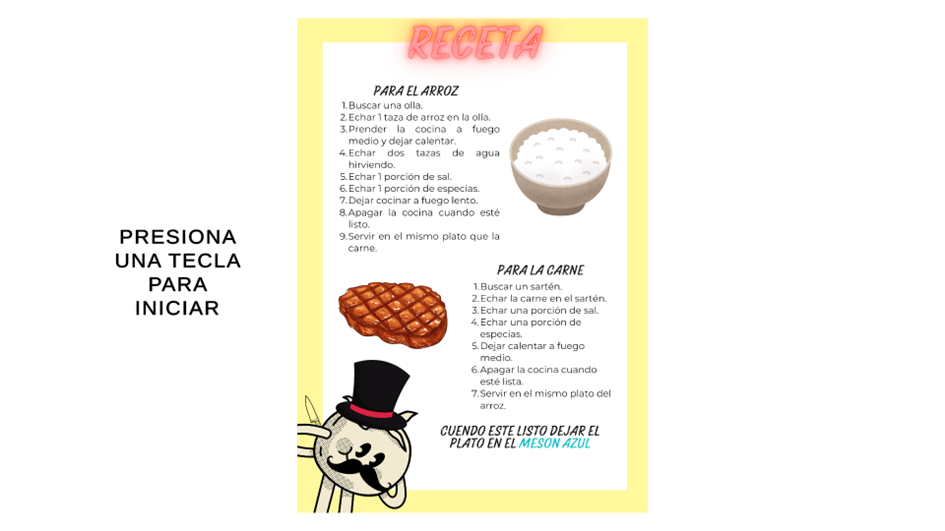 RECETA
PARA EL ARROZ
1. Buscar una olla.
2. Echar 1 taza de arroz en la olla.
3. Prender la cocina a fuego
medio y dejar calentar.
4. Echar dos tazas de agua
hirviendo.
5. Echar 1 porción de sal.
6. Echar 1 porción de especias.
7. Dejar cocinar a fuego lento.
8. Apagar la cocina cuando esté
listo.
9. Servir en el mismo plato que la
carne.
PRESIONA
UNA TECLA
PARA
INICIAR
PARA LA CARNE
1. Buscar un sartén.
2. Echar la carne en el sartén.
3. Echar una porción de sal.
4. Echar una porción de
especias.
5. Dejar calentar a fuego
medio.
6. Apagar la cocina cuando
esté lista.
7. Servir en el mismo plato del
arroz.
CUENDO ESTE LISTO DEJAR EL
PLATO EN EL MESON AZUL